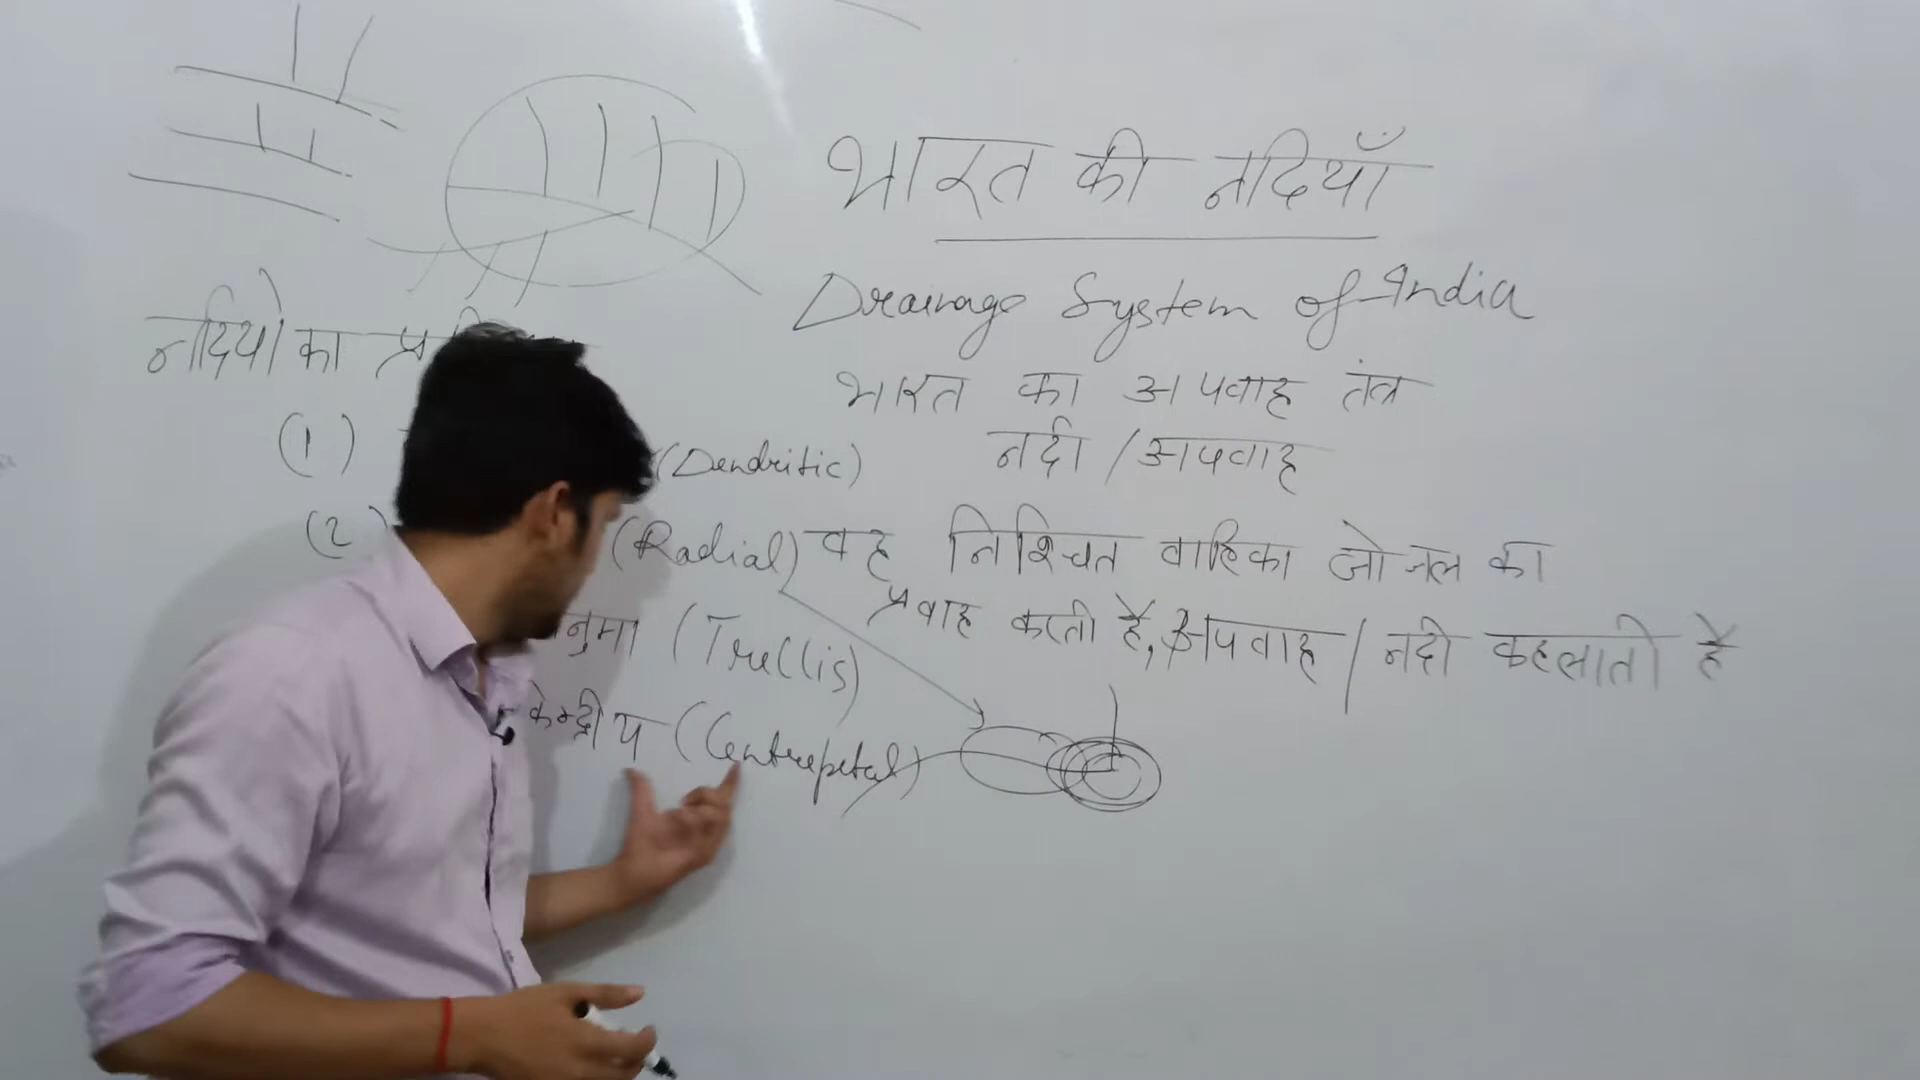 भारत की नदियाँ
Drainage System of India
भारत का अपवाह तंत्र
नदी / अपवाह
वह निश्चित वाहिका जो जल का
प्रवाह करती है, अपवाह / नदी कहलाती है
नदियों का
(1) (Dendritic)
(2) (Radial)
(Trellis)
केन्द्रीय (Centrepetal)